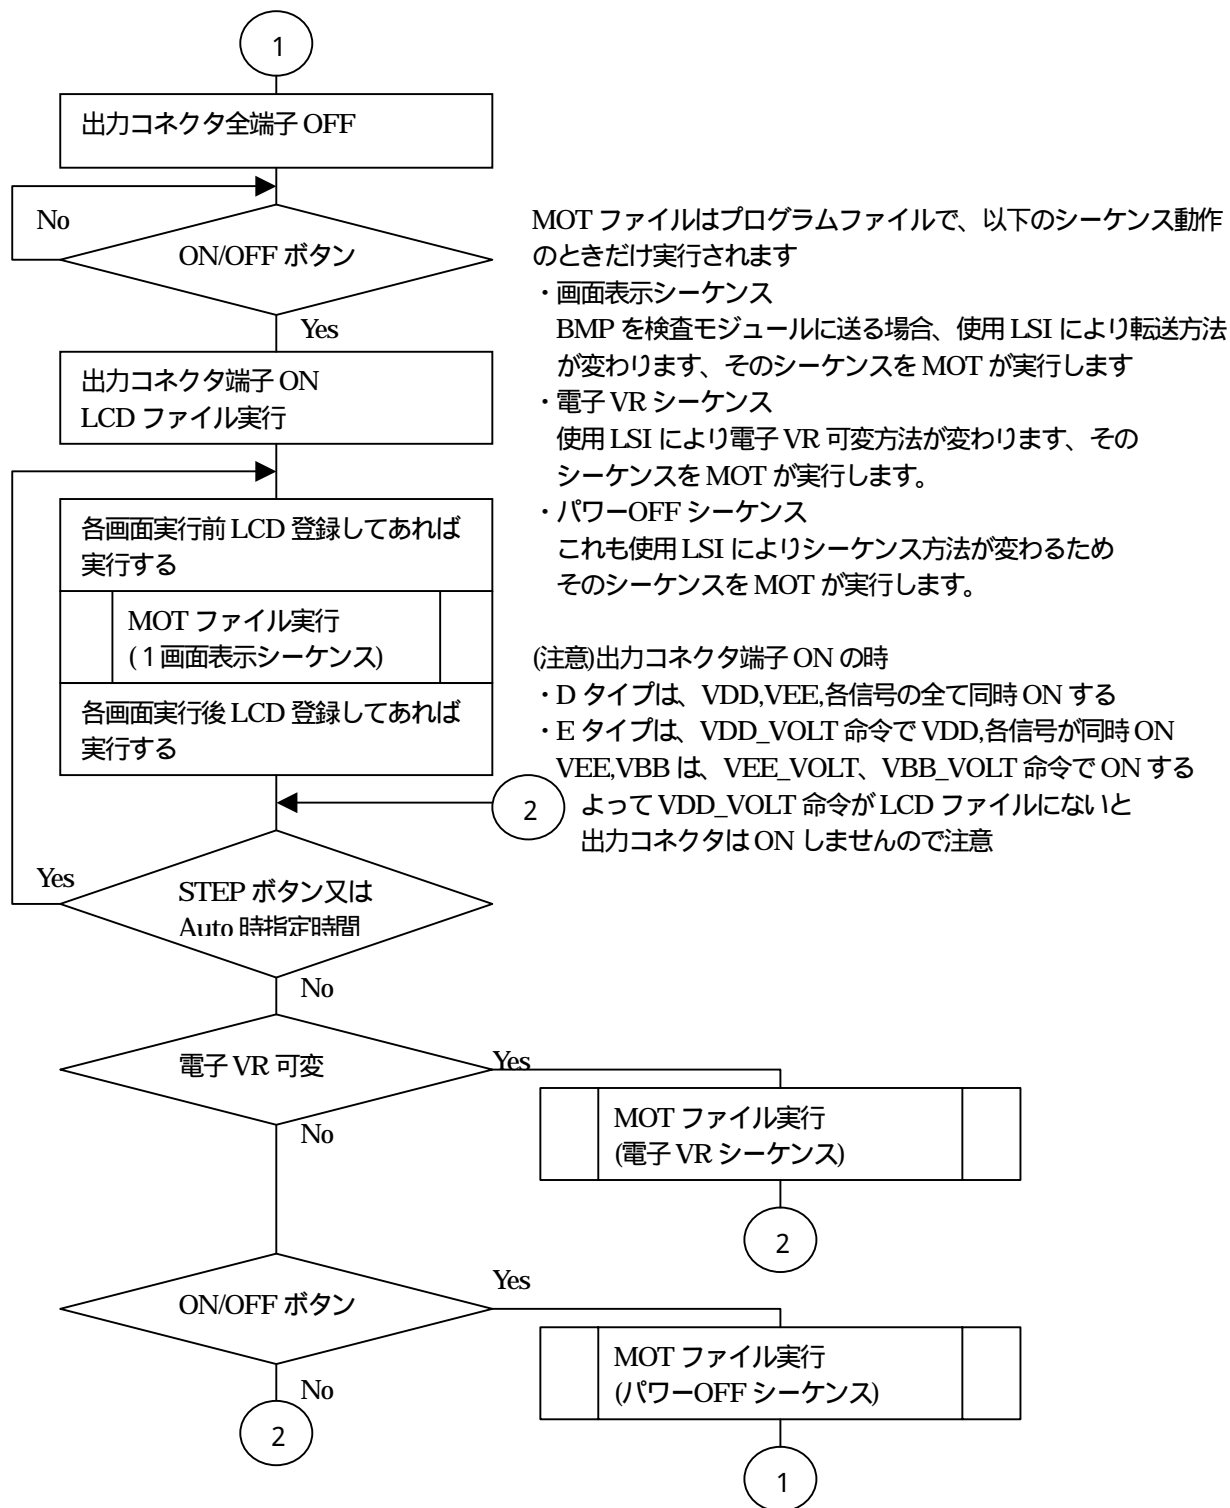 1
出力コネクタ全端子 OFF
No
ON/OFF ボタン
Yes
出力コネクタ端子 ON
LCD ファイル実行
各画面実行前 LCD 登録してあれば
実行する
MOT ファイル実行
(１画面表示シーケンス)
各画面実行後 LCD 登録してあれば
実行する
2
Yes
STEP ボタン又は
Auto 時指定時間
No
電子 VR 可変
Yes
MOT ファイル実行
(電子 VR シーケンス)
2
No
ON/OFF ボタン
Yes
MOT ファイル実行
(パワーOFF シーケンス)
1
No
2
MOT ファイルはプログラムファイルで、以下のシーケンス動作
のときだけ実行されます
・画面表示シーケンス
BMP を検査モジュールに送る場合、使用 LSI により転送方法
が変わります、そのシーケンスを MOT が実行します
・電子 VR シーケンス
使用 LSI により電子 VR 可変方法が変わります、その
シーケンスを MOT が実行します。
・パワーOFF シーケンス
これも使用 LSI によりシーケンス方法が変わるため
そのシーケンスを MOT が実行します。
(注意)出力コネクタ端子 ON の時
・D タイプは、VDD,VEE,各信号の全て同時 ON する
・E タイプは、VDD_VOLT 命令で VDD,各信号が同時 ON
VEE,VBB は、VEE_VOLT、VBB_VOLT 命令で ON する
よって VDD_VOLT 命令が LCD ファイルにないと
出力コネクタは ON しませんので注意